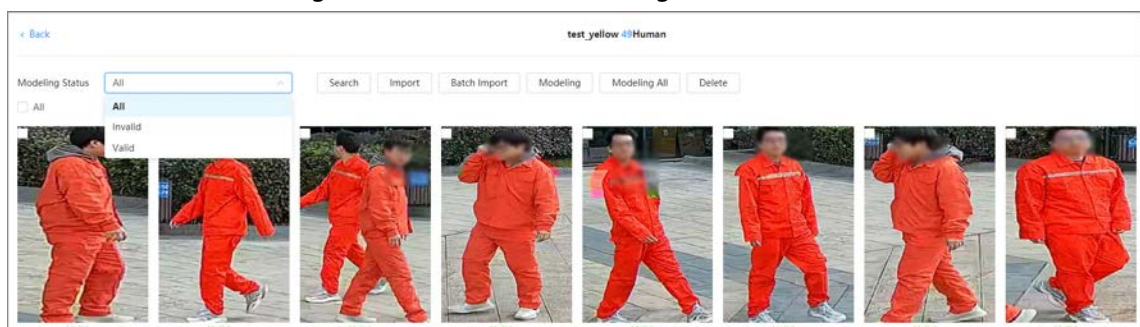 < Back
test_yellow 49Human
Modeling Status All Search Import Batch Import Modeling Modeling All Delete
All
All
Invalid
Valid